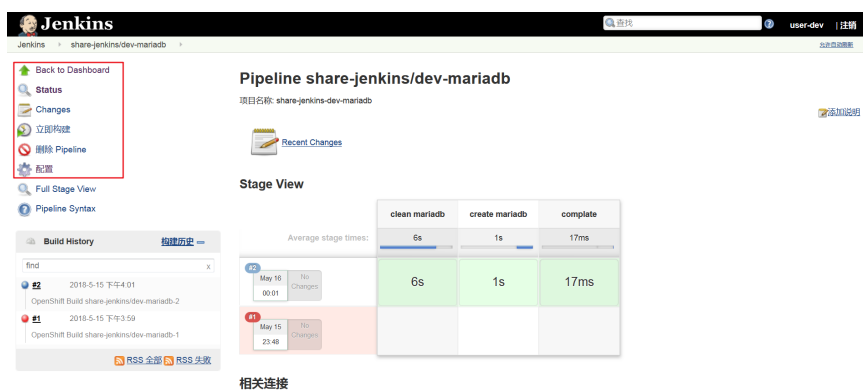 Jenkins
查找
user-dev | 注销
Jenkins share-jenkins/dev-mariadb
允许自动刷新
Back to Dashboard
Status
Changes
立即构建
删除 Pipeline
配置
Full Stage View
Pipeline Syntax
Build History 构建历史
find x
#2 2018-5-15 下午4:01
OpenShift Build share-jenkins/dev-mariadb-2
#1 2018-5-15 下午3:59
OpenShift Build share-jenkins/dev-mariadb-1
RSS 全部 RSS 失败
Pipeline share-jenkins/dev-mariadb
项目名称: share-jenkins-dev-mariadb
添加说明
Recent Changes
Stage View
clean mariadb create mariadb complate
Average stage times: 6s 1s 17ms
#2
May 16 No
Changes
00:01
6s 1s 17ms
#1
May 15 No
Changes
23:48
相关连接